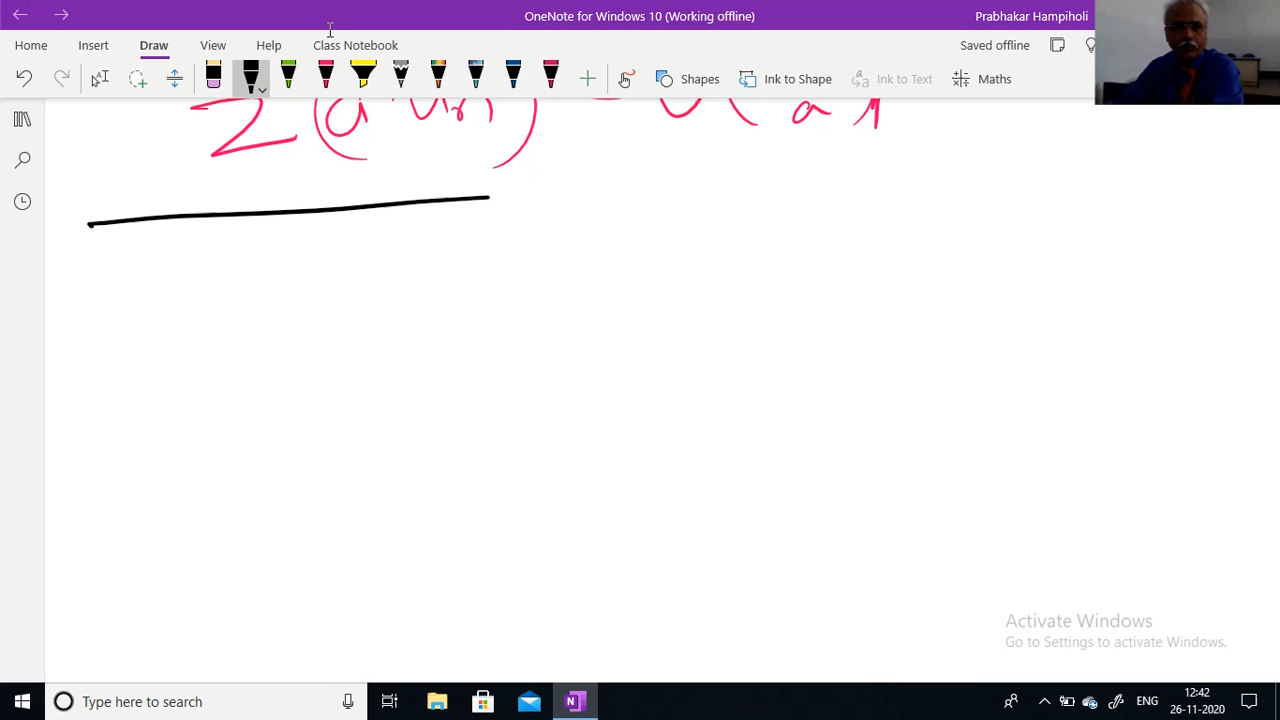 OneNote for Windows 10 (Working offline)
Prabhakar Hampiholi
Home
Insert
Draw
View
Help
Class Notebook
Saved offline
Shapes
Ink to Shape
Ink to Text
Maths
Activate Windows
Go to Settings to activate Windows.
Type here to search
ENG
12:42
26-11-2020